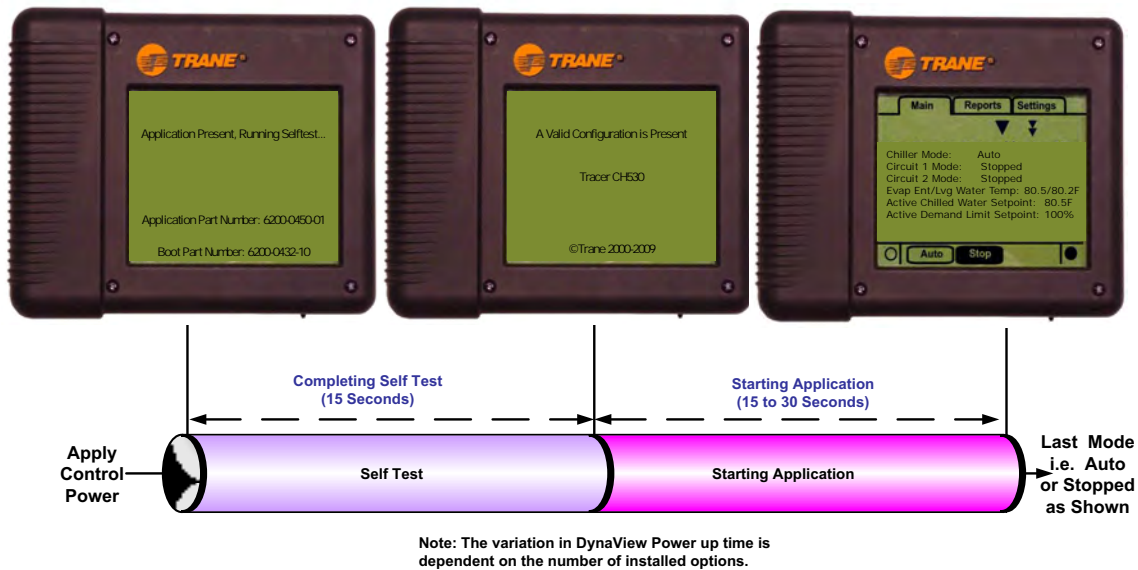 TRANE
Application Present, Running Selftest...
Application Part Number: 6200-0450-01
Boot Part Number: 6200-0432-10
TRANE
A Valid Configuration is Present
Tracer CH530
©Trane 2000-2009
TRANE
Main Reports Settings
Chiller Mode: Auto
Circuit 1 Mode: Stopped
Circuit 2 Mode: Stopped
Evap Ent/Lvg Water Temp: 80.5/80.2F
Active Chilled Water Setpoint: 80.5F
Active Demand Limit Setpoint: 100%
Auto Stop
Completing Self Test
(15 Seconds)
Starting Application
(15 to 30 Seconds)
Apply
Control
Power
Self Test
Starting Application
Last Mode
i.e. Auto
or Stopped
as Shown
Note: The variation in DynaView Power up time is
dependent on the number of installed options.